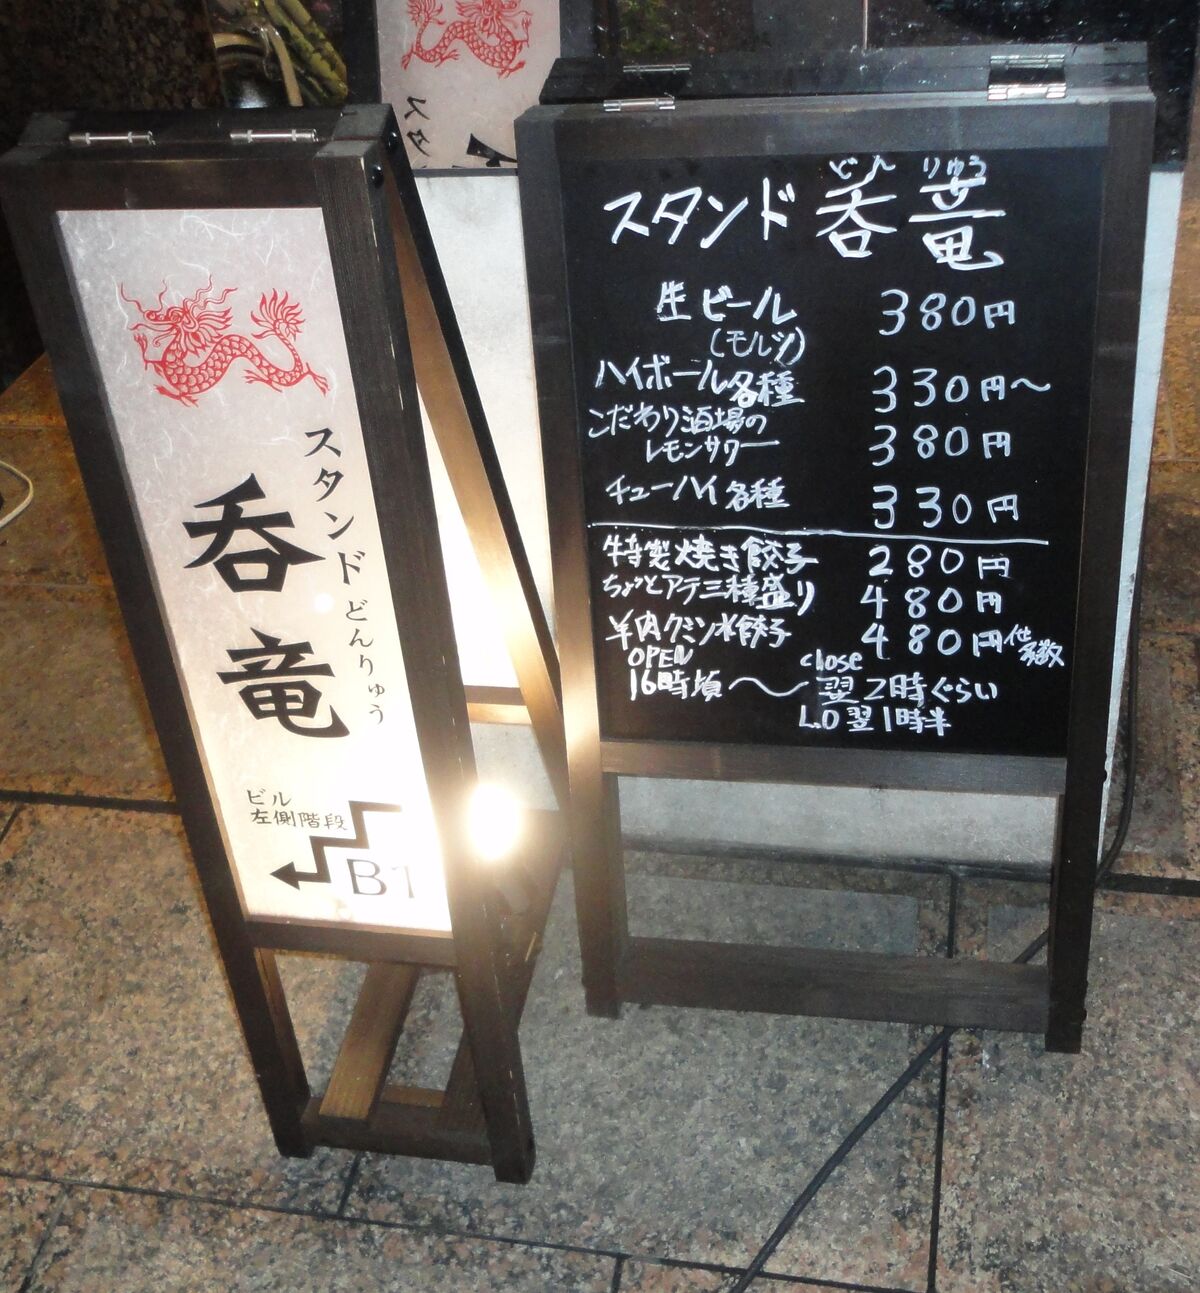 スタ
スタンドどんりゅう
呑竜
ビル
左側階段
B1
どんりゅう
スタンド呑竜
生ビール 380円
(モルツ)
ハイボール各種 330円〜
こだわり酒場の
レモンサワー 380円
チューハイ各種 330円
特製焼き餃子 280円
ちょっとアテ三種盛り 480円
羊肉クミン水餃子 480円 他多数
OPEN close
16時頃〜翌2時ぐらい
L.O翌1時半